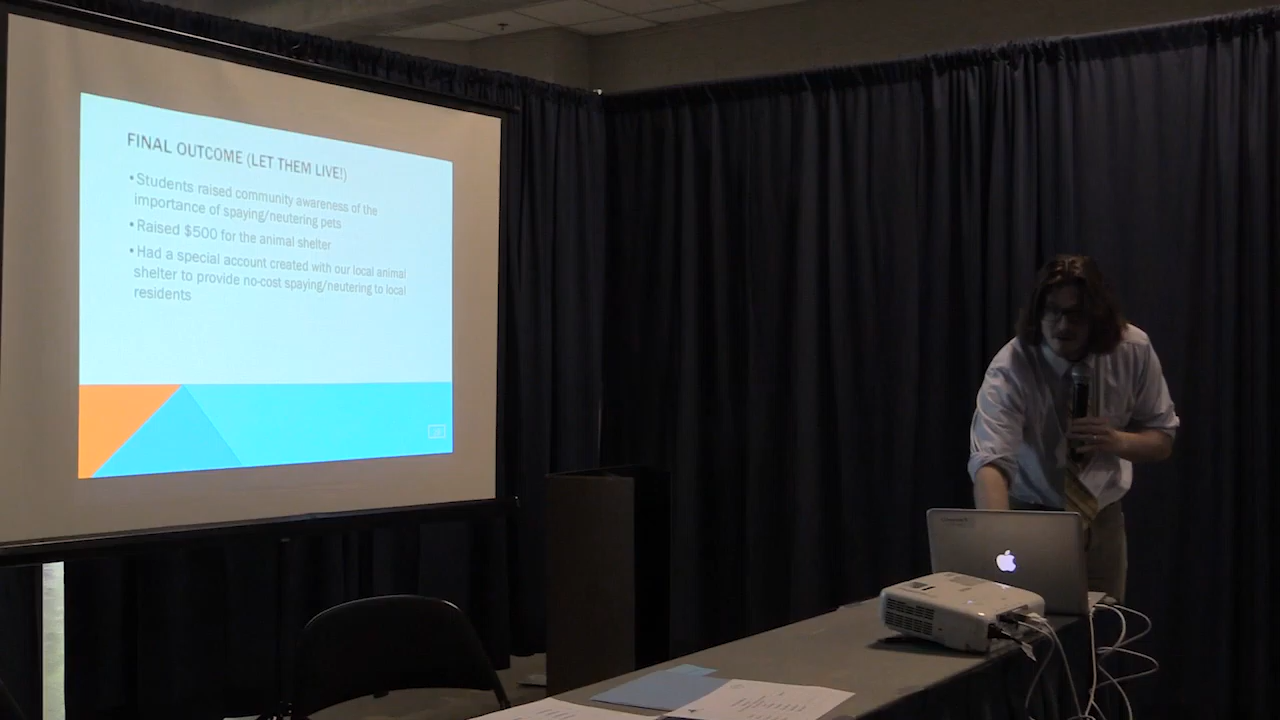 FINAL OUTCOME (LET THEM LIVE!)
•Students raised community awareness of the
importance of spaying/neutering pets
•Raised $500 for the animal shelter
•Had a special account created with our local animal
shelter to provide no-cost spaying/neutering to local
residents